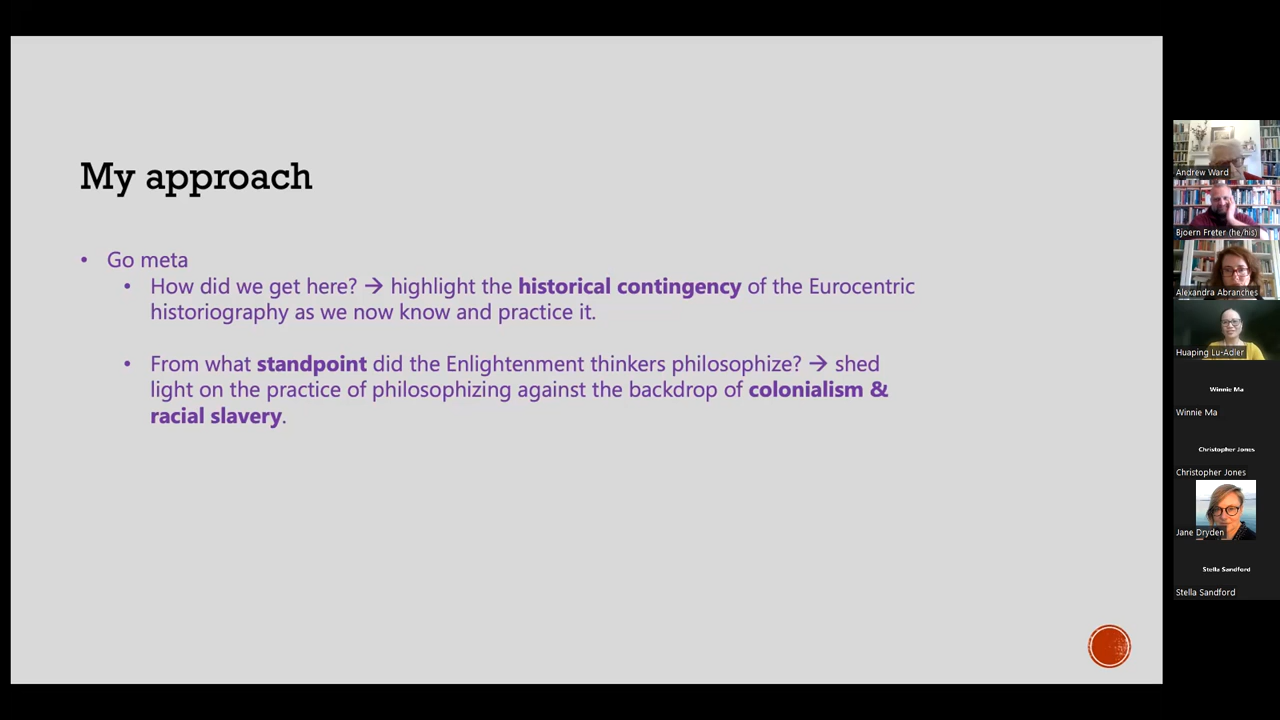 My approach
• Go meta
• How did we get here? → highlight the historical contingency of the Eurocentric
historiography as we now know and practice it.
• From what standpoint did the Enlightenment thinkers philosophize? → shed
light on the practice of philosophizing against the backdrop of colonialism &
racial slavery.
Andrew Ward
Bjoern Freter (he/his)
Alexandra Abranches
Huaping Lu-Adler
Winnie Ma
Winnie Ma
Christopher Jones
Christopher Jones
Jane Dryden
Stella Sandford
Stella Sandford